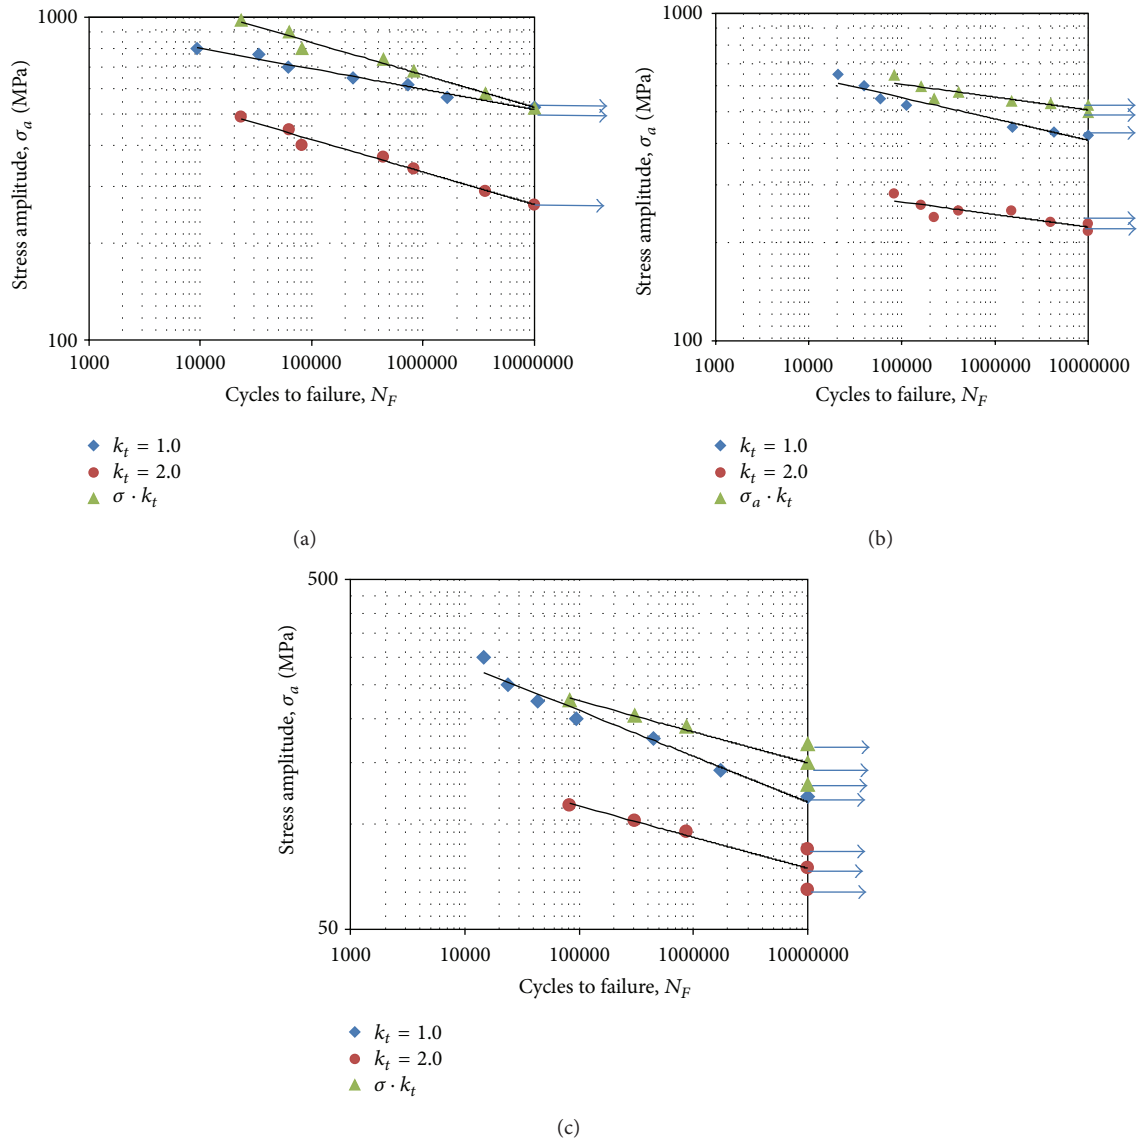 1000
100
1000 10000 100000 1000000 10000000
Stress amplitude, σa (MPa)
Cycles to failure, NF
kt = 1.0
kt = 2.0
σ · kt
(a)
1000
100
1000 10000 100000 1000000 10000000
Stress amplitude, σa (MPa)
Cycles to failure, NF
kt = 1.0
kt = 2.0
σa · kt
(b)
500
50
1000 10000 100000 1000000 10000000
Stress amplitude, σa (MPa)
Cycles to failure, NF
kt = 1.0
kt = 2.0
σ · kt
(c)